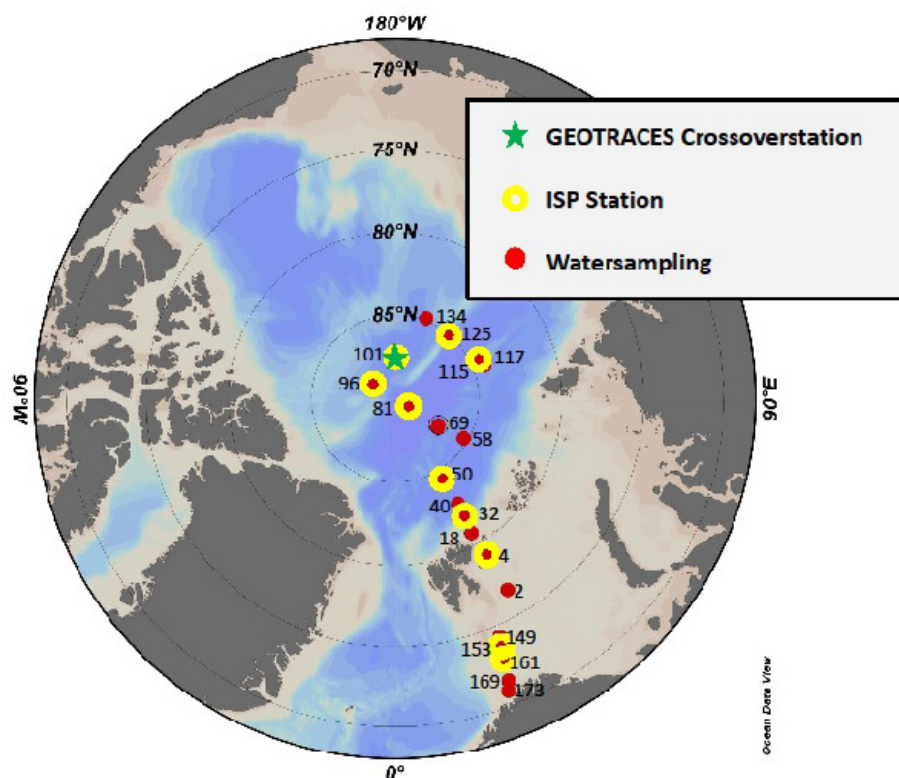 180°W
70°N
75°N
80°N
85°N
GEOTRACES Crossoverstation
ISP Station
Watersampling
134
125
101
117
115
96
81
69
58
50
40
32
18
4
2
149
153
161
169
173
90°W
90°E
0°
Ocean Data View